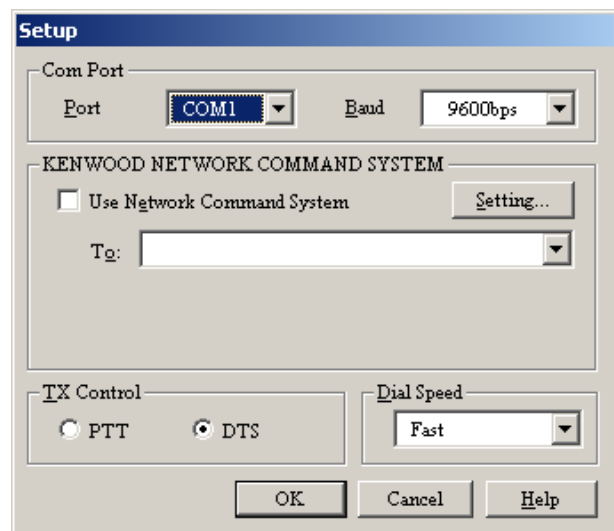 Setup
Com Port
Port COM1 Baud 9600bps
KENWOOD NETWORK COMMAND SYSTEM
Use Network Command System Setting...
To:
TX Control Dial Speed
PTT DTS Fast
OK Cancel Help